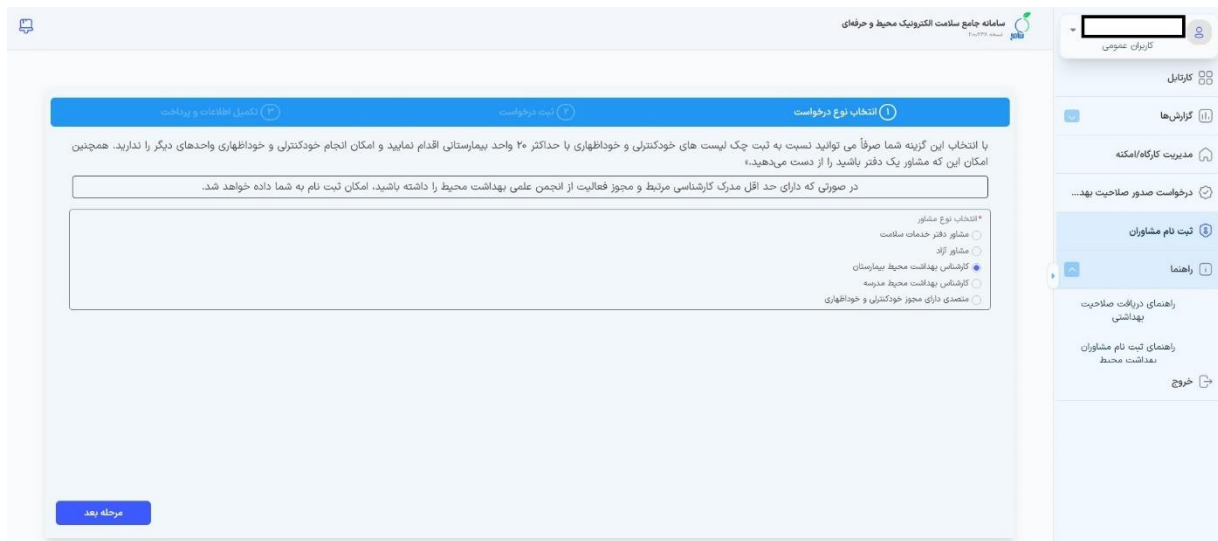 سامانه جامع سلامت الکترونیک محیط و حرفه‌ای
کاربران عمومی
کارتابل
گزارش‌ها
مدیریت کارگاه/امکنه
درخواست صدور صلاحیت بهد...
ثبت نام مشاوران
راهنما
راهنمای دریافت صلاحیت
بهداشتی
راهنمای ثبت نام مشاوران
بهداشت محیط
خروج
۱ انتخاب نوع درخواست
۲ ثبت درخواست
۳ تکمیل اطلاعات و پرداخت
با انتخاب این گزینه شما صرفاً می توانید نسبت به ثبت چک لیست های خودکنترلی و خوداظهاری با حداکثر ۲۰ واحد بیمارستانی اقدام نمایید و امکان انجام خودکنترلی و خوداظهاری واحدهای دیگر را ندارید. همچنین
امکان این که مشاور یک دفتر باشید را از دست می‌دهید.»
در صورتی که دارای حد اقل مدرک کارشناسی مرتبط و مجوز فعالیت از انجمن علمی بهداشت محیط را داشته باشید، امکان ثبت نام به شما داده خواهد شد.
*انتخاب نوع مشاور
مشاور دفتر خدمات سلامت
مشاور آزاد
کارشناس بهداشت محیط بیمارستان
کارشناس بهداشت محیط مدرسه
متصدی دارای مجوز خودکنترلی و خوداظهاری
مرحله بعد